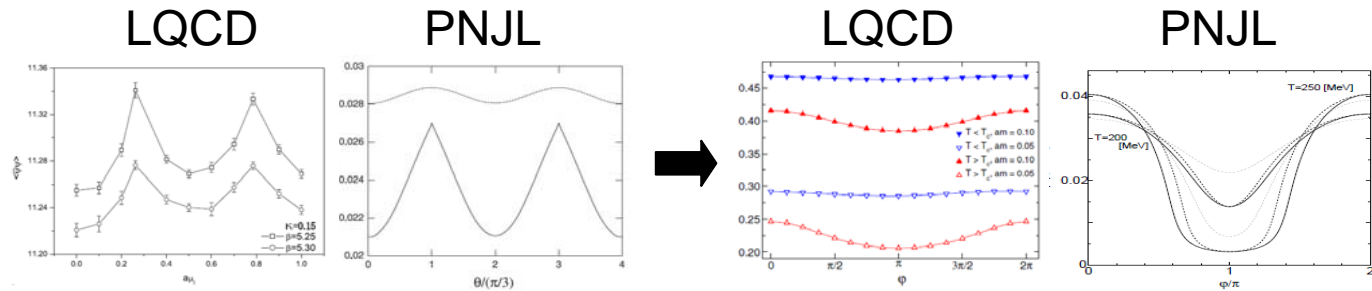 LQCD
PNJL
LQCD
PNJL
11.36
11.32
11.28
11.24
11.20
<ψ̄ψ>
K=0.15
β=5.25
β=5.30
0.0 0.2 0.4 0.6 0.8 1.0
aμI
0.03
0.028
0.026
0.024
0.022
0.02
0 1 2 3 4
θ/(π/3)
0.50
0.45
0.40
0.35
0.30
0.25
0.20
T < Tc, am = 0.10
T < Tc, am = 0.05
T > Tc, am = 0.10
T > Tc, am = 0.05
0 π/2 π 3π/2 2π
φ
0.04
0.02
0
T=250 [MeV]
T=200
[MeV]
0 1 2
φ/π